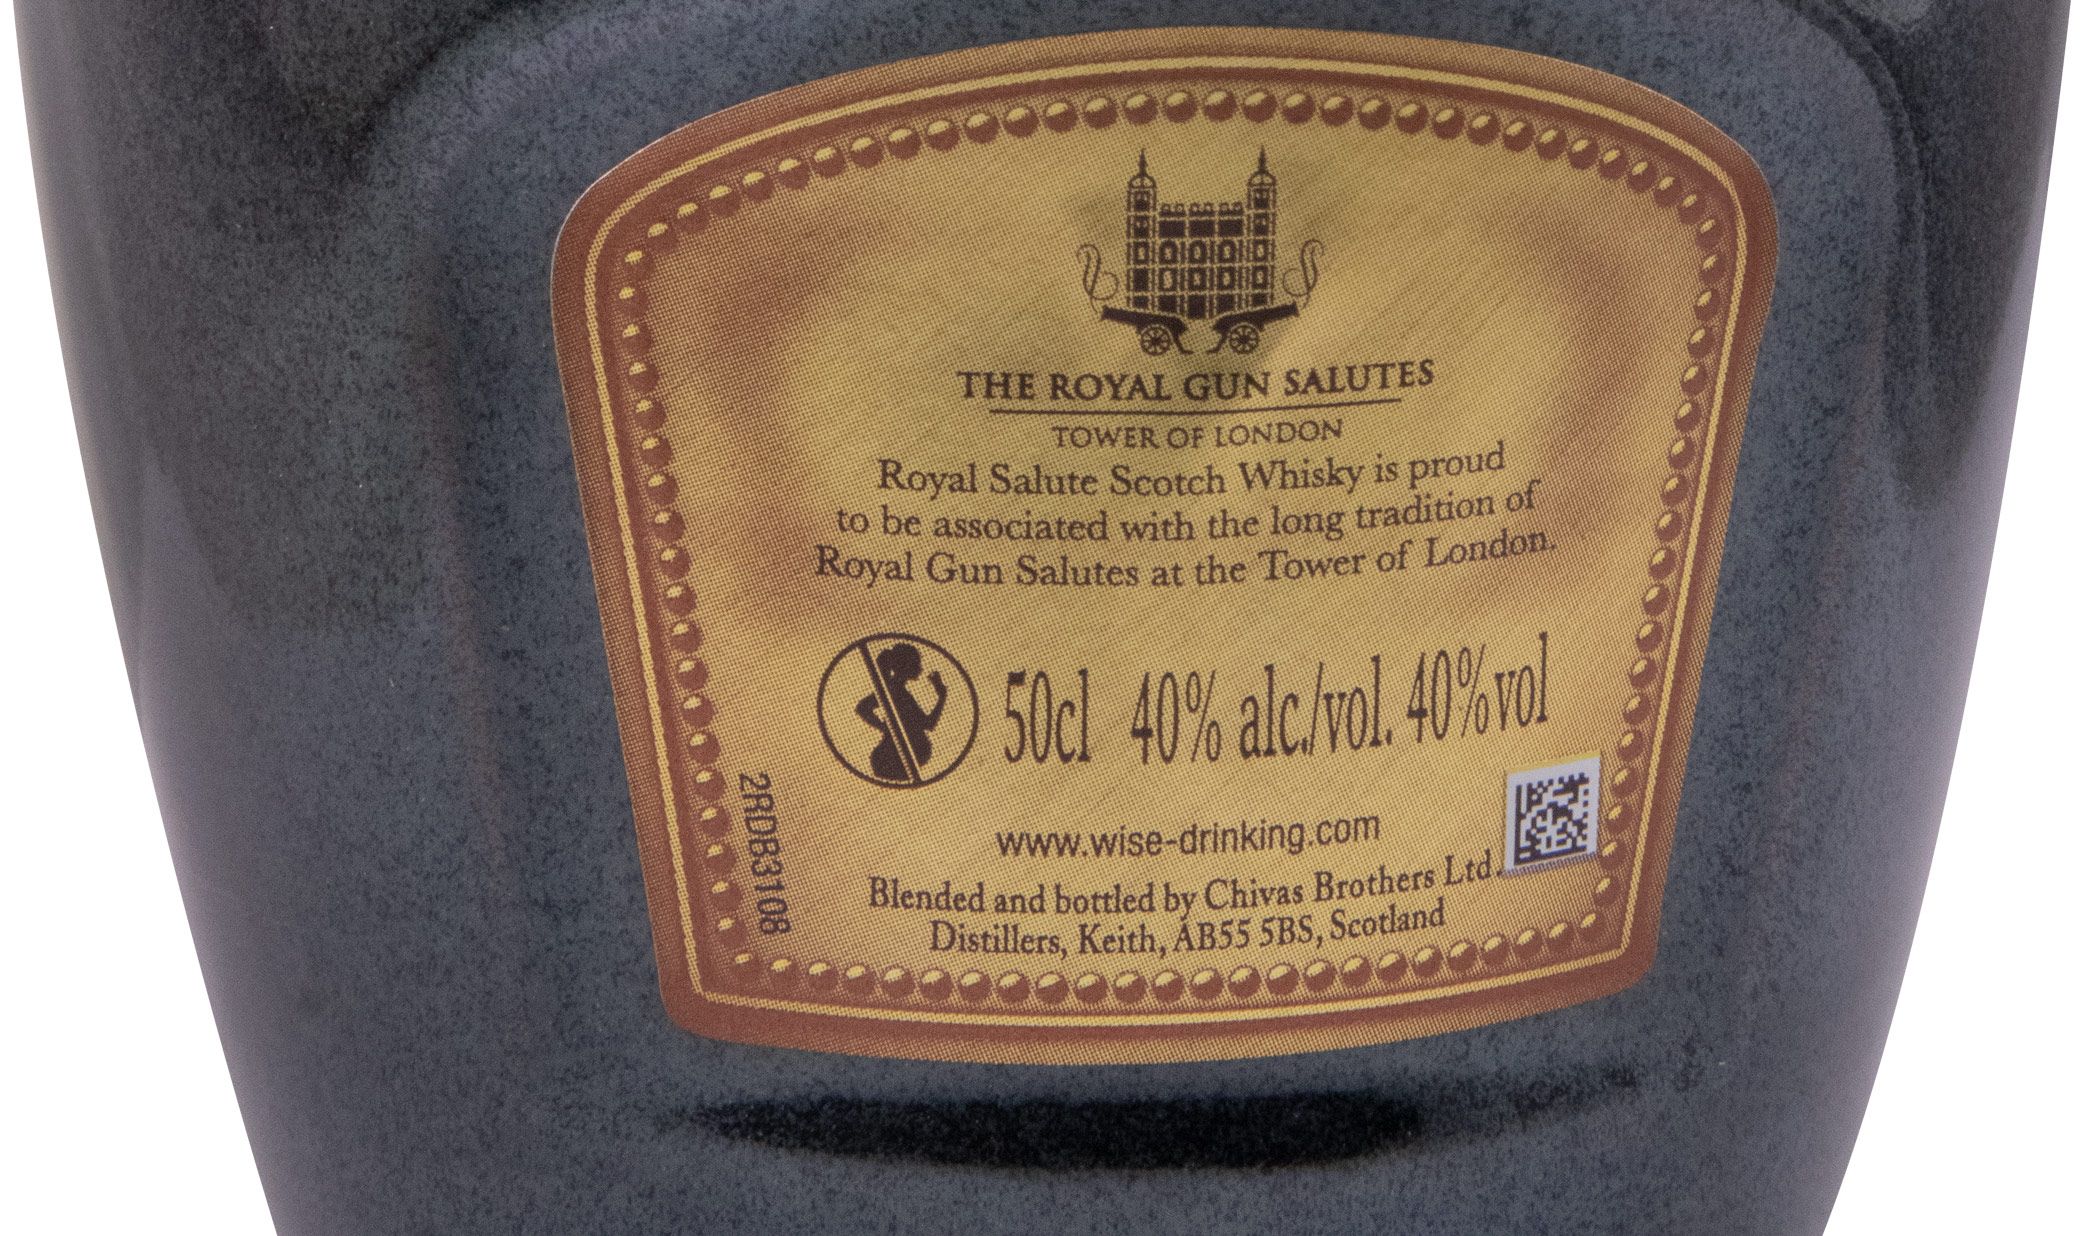 THE ROYAL GUN SALUTES
TOWER OF LONDON
Royal Salute Scotch Whisky is proud
to be associated with the long tradition of
Royal Gun Salutes at the Tower of London.
50cl 40% alc./vol. 40%vol
2RDB3108
www.wise-drinking.com
Blended and bottled by Chivas Brothers Ltd.
Distillers, Keith, AB55 5BS, Scotland